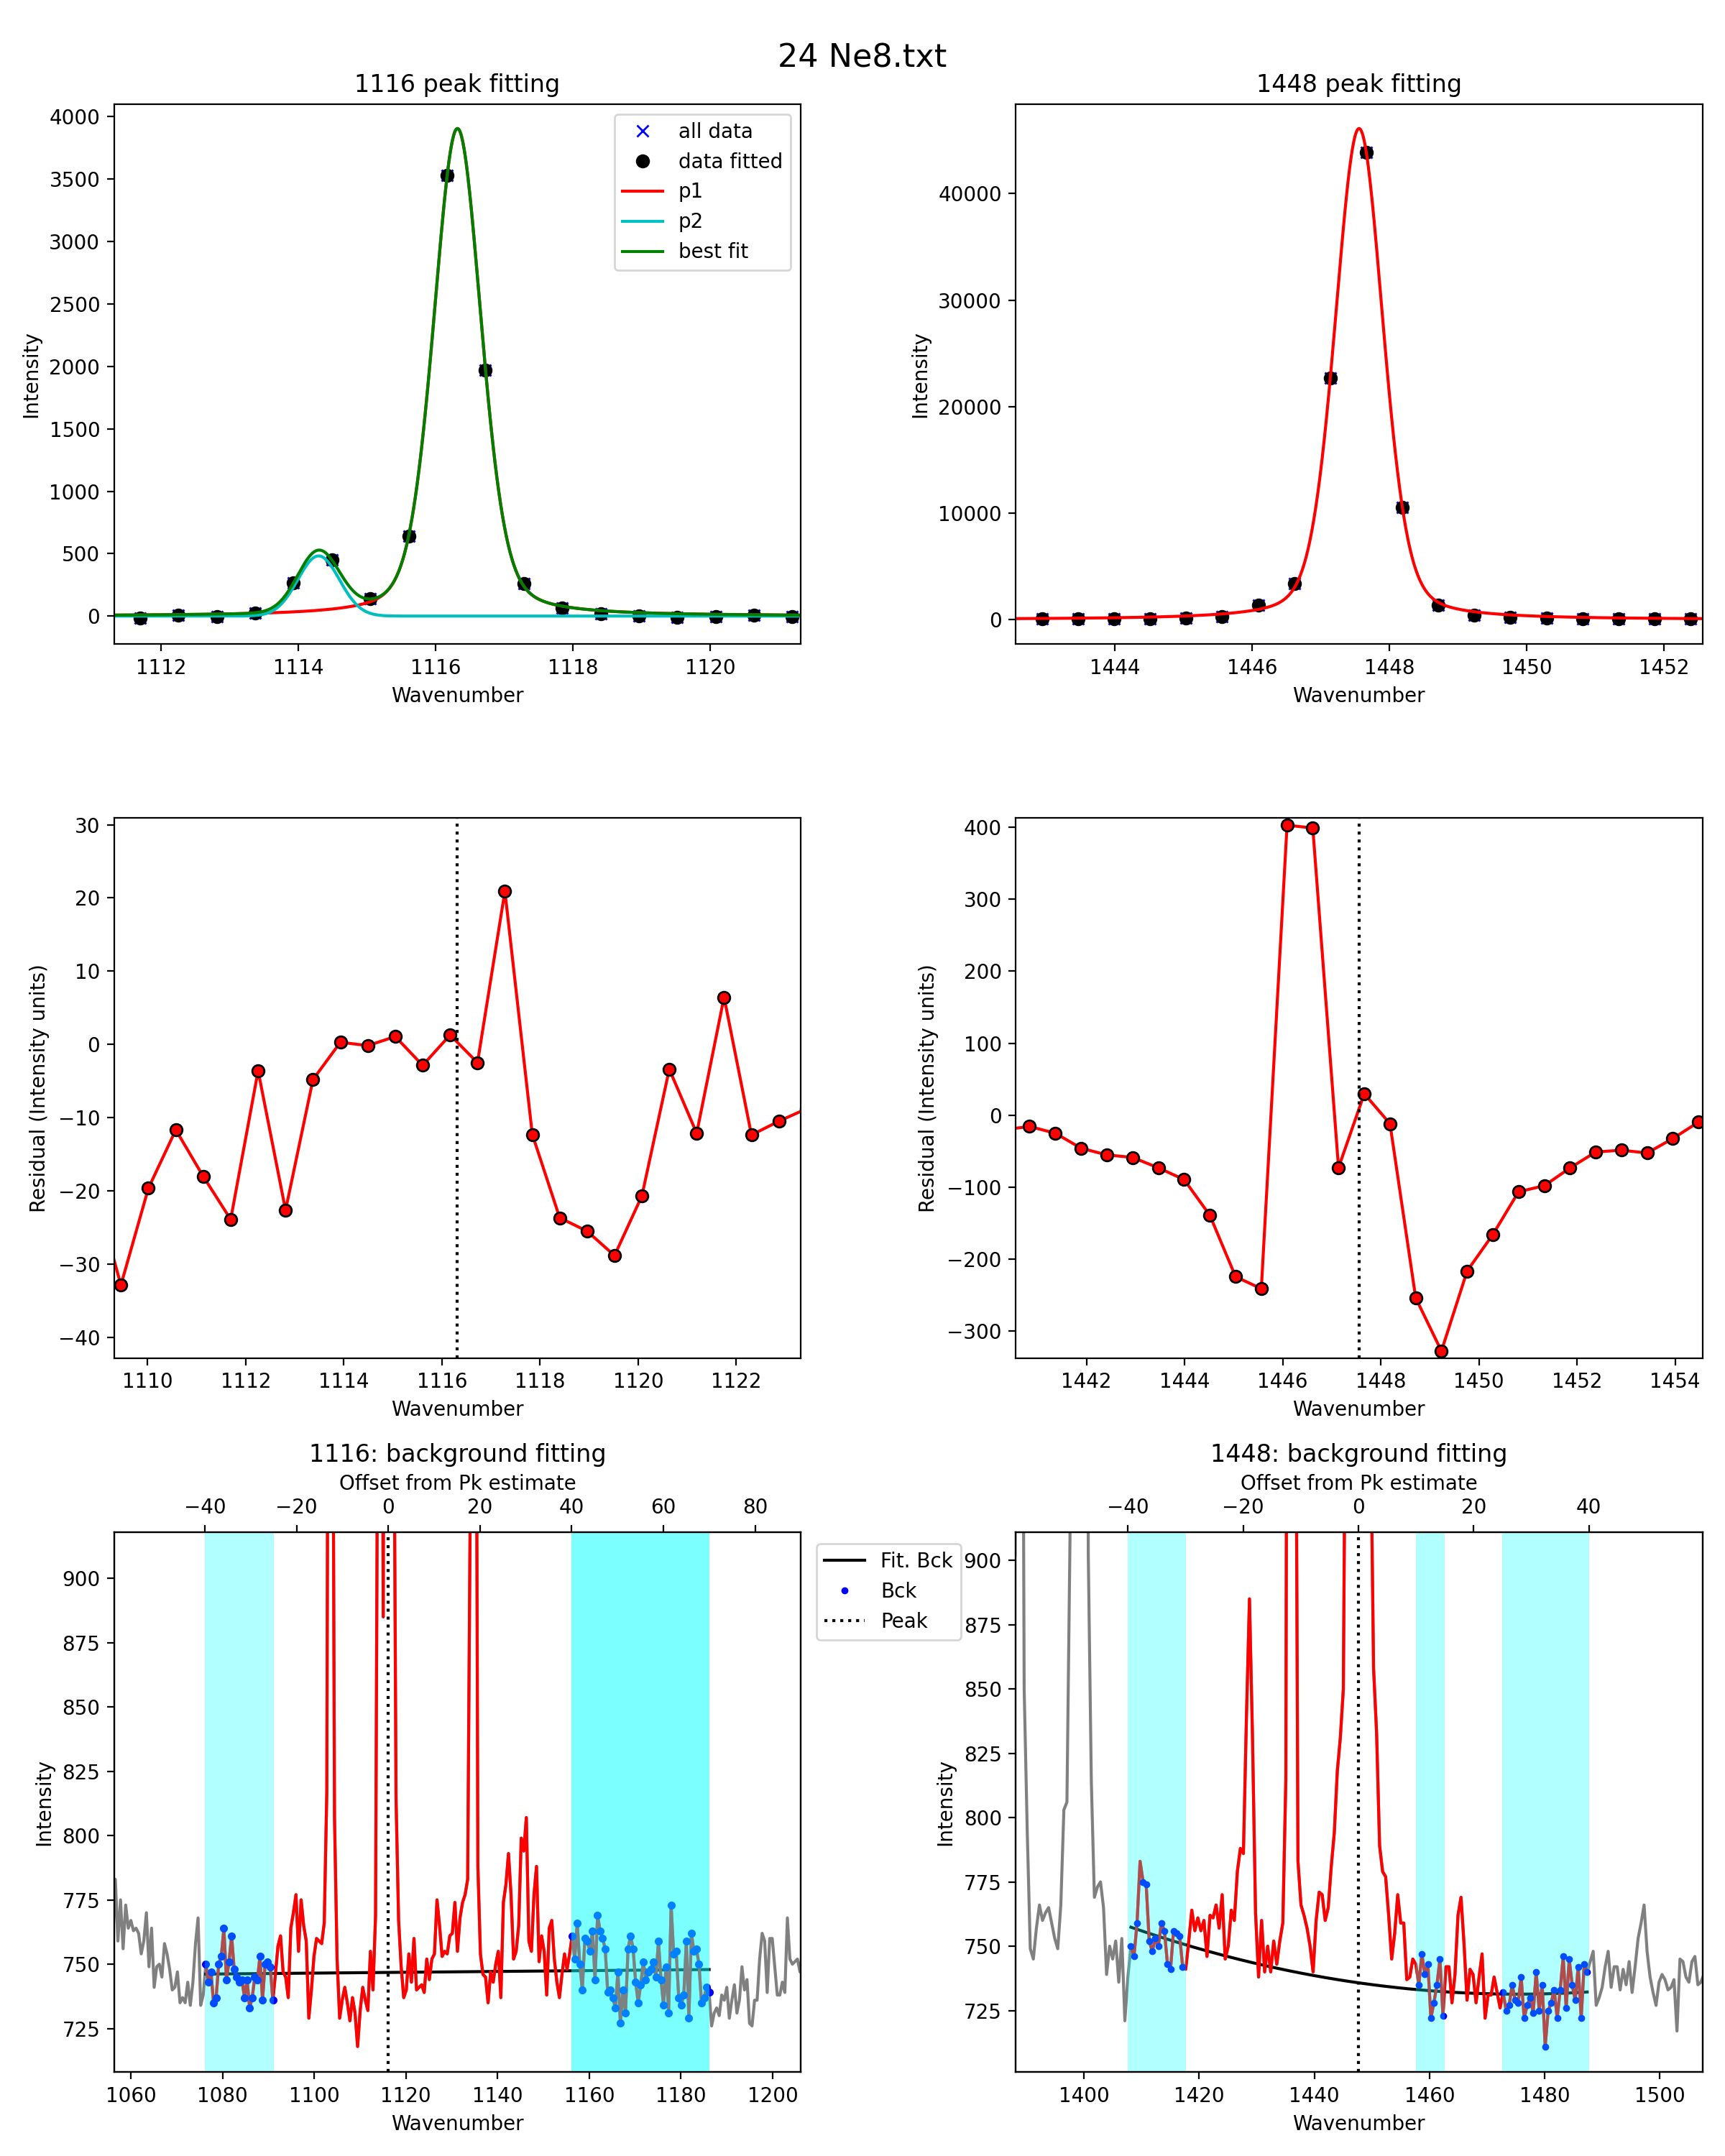 24 Ne8.txt
1116 peak fitting
4000
3500
3000
2500
2000
1500
1000
500
0
Intensity
all data
data fitted
p1
p2
best fit
1112 1114 1116 1118 1120
Wavenumber
1448 peak fitting
40000
30000
20000
10000
0
Intensity
1444 1446 1448 1450 1452
Wavenumber
30
20
10
0
−10
−20
−30
−40
Residual (Intensity units)
1110 1112 1114 1116 1118 1120 1122
Wavenumber
400
300
200
100
0
−100
−200
−300
Residual (Intensity units)
1442 1444 1446 1448 1450 1452 1454
Wavenumber
1116: background fitting
Offset from Pk estimate
−40 −20 0 20 40 60 80
900
875
850
825
800
775
750
725
Intensity
1060 1080 1100 1120 1140 1160 1180 1200
Wavenumber
Fit. Bck
Bck
Peak
1448: background fitting
Offset from Pk estimate
−40 −20 0 20 40
900
875
850
825
800
775
750
725
Intensity
1400 1420 1440 1460 1480 1500
Wavenumber